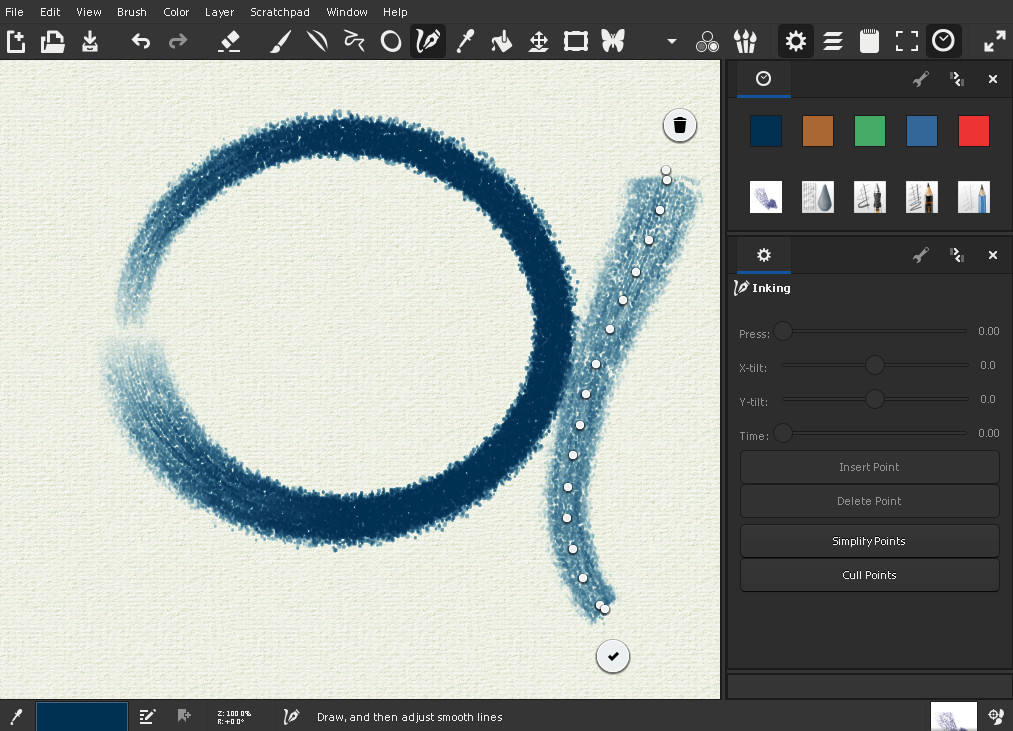 File Edit View Brush Color Layer Scratchpad Window Help
Inking
Press: 0.00
X-tilt: 0.0
Y-tilt: 0.0
Time: 0.00
Insert Point
Delete Point
Simplify Points
Cull Points
Z: 100%
R: +0.0°
Draw, and then adjust smooth lines